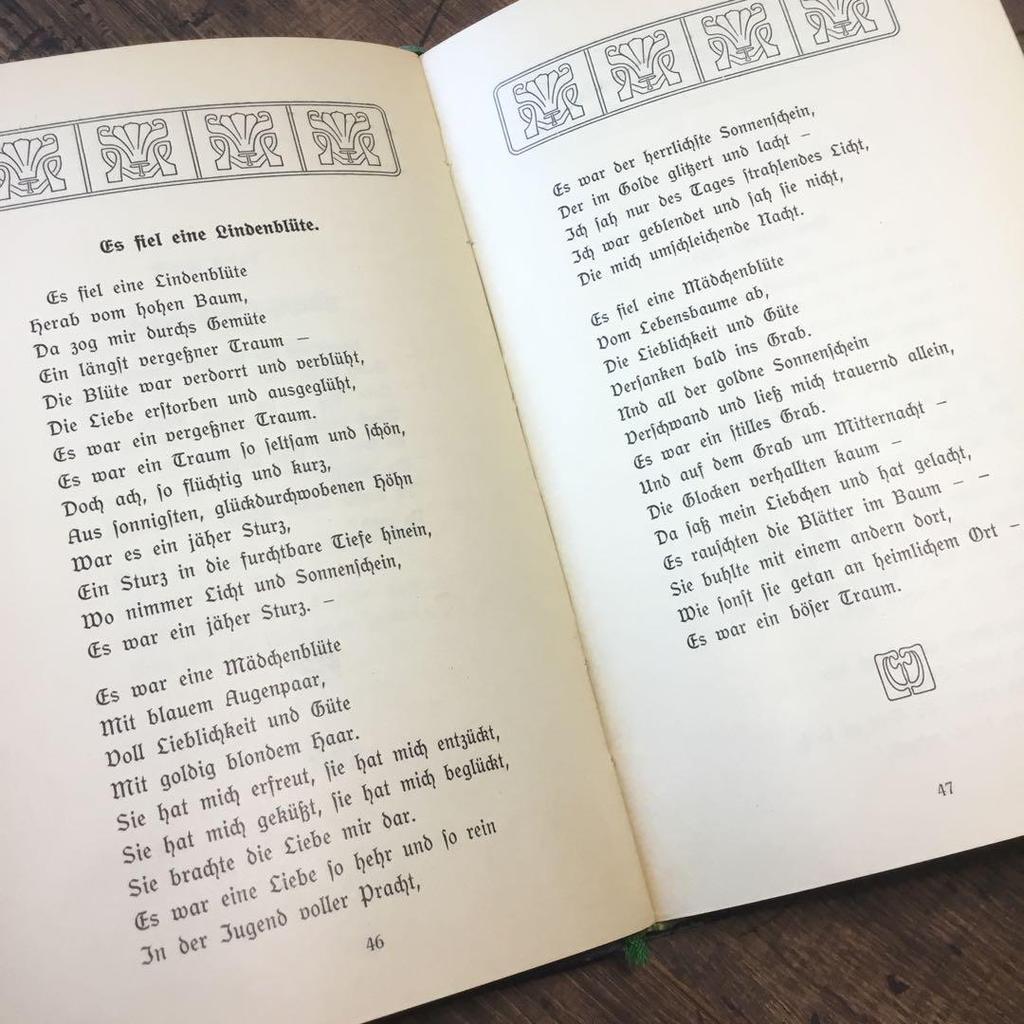 Es fiel eine Lindenblüte.
Es fiel eine Lindenblüte
Herab vom hohen Baum,
Da zog mir durchs Gemüte
Ein längſt vergeßner Traum –
Die Blüte war verdorrt und verblüht,
Die Liebe erſtorben und ausgeglüht,
Es war ein vergeßner Traum.
Es war ein Traum ſo ſeltſam und ſchön,
Doch ach, ſo flüchtig und kurz,
Aus ſonnigſten, glückdurchwobenen Höhn
War es ein jäher Sturz,
Ein Sturz in die furchtbare Tiefe hinein,
Wo nimmer Licht und Sonnenſchein,
Es war ein jäher Sturz. –
Es war eine Mädchenblüte
Mit blauem Augenpaar,
Voll Lieblichkeit und Güte
Mit goldig blondem Haar.
Sie hat mich erfreut, ſie hat mich entzückt,
Sie hat mich geküßt, ſie hat mich beglückt,
Sie brachte die Liebe mir dar.
Es war eine Liebe ſo hehr und ſo rein
In der Jugend voller Pracht,
46
Es war der herrlichſte Sonnenſchein,
Der im Golde glitzert und lacht –
Ich ſah nur des Tages ſtrahlendes Licht,
Ich war geblendet und ſah ſie nicht,
Die mich umſchleichende Nacht.
Es fiel eine Mädchenblüte
Vom Lebensbaume ab,
Die Lieblichkeit und Güte
Verſanken bald ins Grab.
Und all der goldne Sonnenſchein
Verſchwand und ließ mich trauernd allein,
Es war ein ſtilles Grab.
Und auf dem Grab um Mitternacht –
Die Glocken verhallten kaum –
Da ſaß mein Liebchen und hat gelacht,
Es rauſchten die Blätter im Baum – –
Sie buhlte mit einem andern dort,
Wie ſonſt ſie getan an heimlichem Ort –
Es war ein böſer Traum.
47